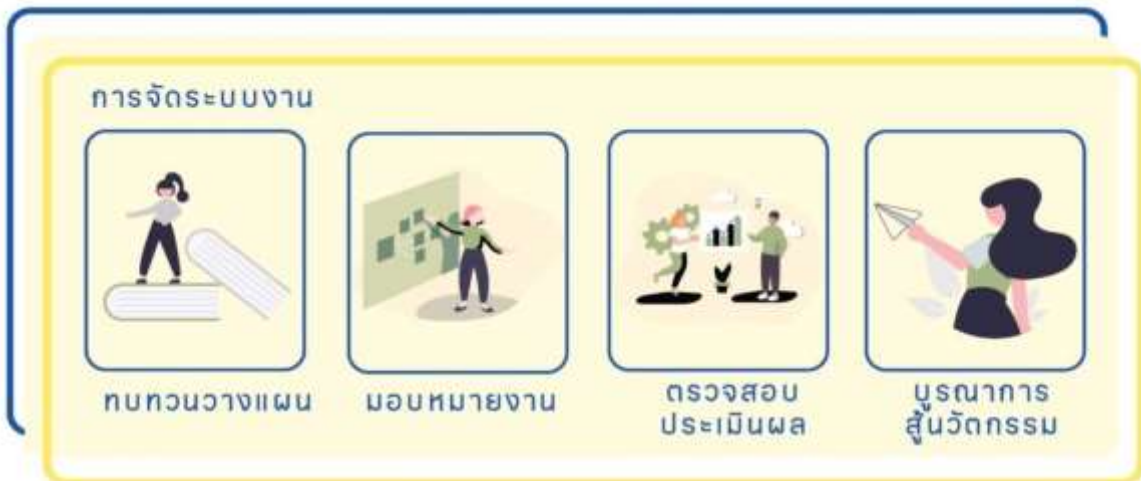 การจัดระบบงาน
ทบทวนวางแผน
มอบหมายงาน
ตรวจสอบ
ประเมินผล
บูรณาการ
สู่นวัตกรรม